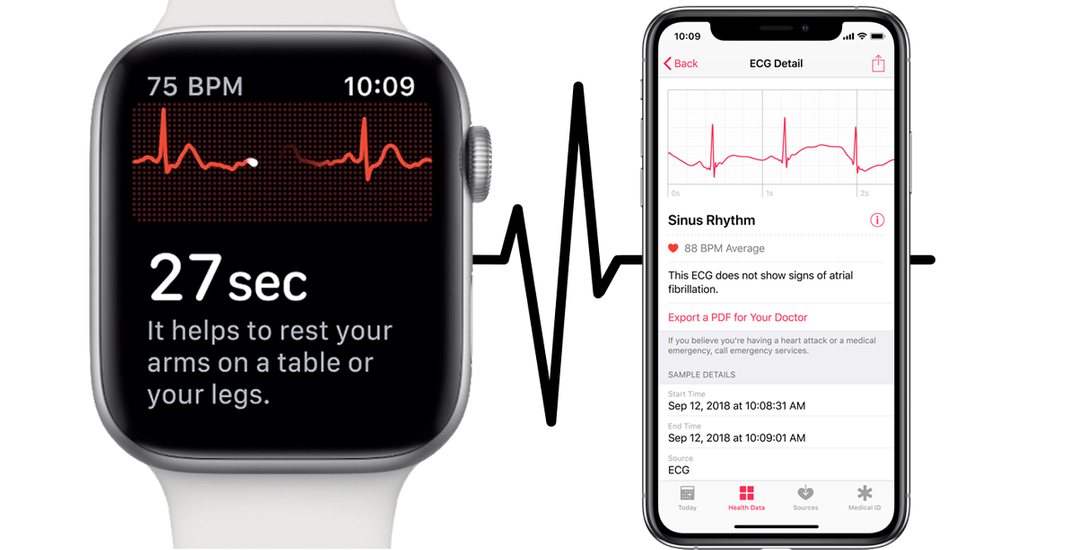 75 BPM 10:09
27 sec
It helps to rest your
arms on a table or
your legs.
10:09
Back ECG Detail
0s 1s 2s
Sinus Rhythm
88 BPM Average
This ECG does not show signs of atrial
fibrillation.
Export a PDF for Your Doctor
If you believe you're having a heart attack or a medical
emergency, call emergency services.
SAMPLE DETAILS
Start Time
Sep 12, 2018 at 10:08:31 AM
End Time
Sep 12, 2018 at 10:09:01 AM
Source
ECG
Today Health Data Sources Medical ID